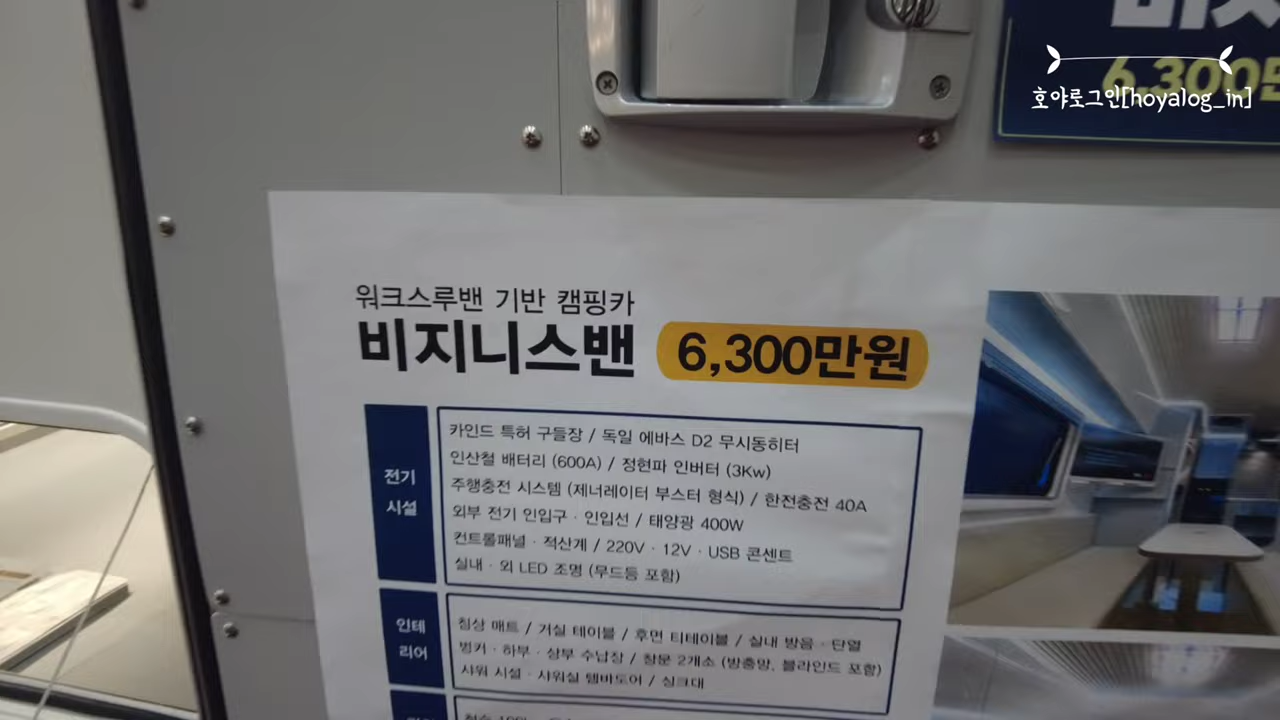 6,300만
호야로그인[hoyalog_in]
워크스루밴 기반 캠핑카
비지니스밴 6,300만원
전기
시설
카인드 특허 구들장 / 독일 에바스 D2 무시동히터
인산철 배터리 (600A) / 정현파 인버터 (3Kw)
주행충전 시스템 (제너레이터 부스터 형식) / 한전충전 40A
외부 전기 인입구 · 인입선 / 태양광 400W
컨트롤패널 · 적산계 / 220V · 12V · USB 콘센트
실내 · 외 LED 조명 (무드등 포함)
인테
리어
침상 매트 / 거실 테이블 / 후면 티테이블 / 실내 방음 · 단열
벙커 · 하부 · 상부 수납장 / 창문 2개소 (방충망, 블라인드 포함)
샤워 시설 · 샤워실 템바도어 / 싱크대